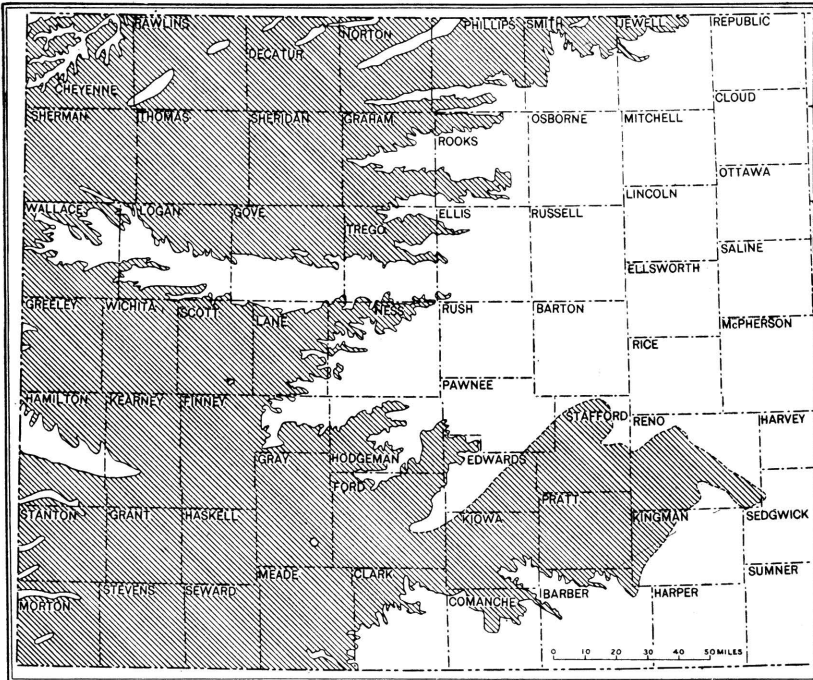 RAWLINS
NORTON
PHILLIPS
SMITH
JEWELL
REPUBLIC
DECATUR
CHEYENNE
CLOUD
SHERMAN
THOMAS
SHERIDAN
GRAHAM
OSBORNE
MITCHELL
ROOKS
OTTAWA
LINCOLN
WALLACE
LOGAN
GOVE
ELLIS
RUSSELL
TREGO
SALINE
ELLSWORTH
GREELEY
WICHITA
SCOTT
LANE
NESS
RUSH
BARTON
McPHERSON
RICE
PAWNEE
HAMILTON
KEARNEY
FINNEY
STAFFORD
RENO
HARVEY
GRAY
HODGEMAN
EDWARDS
FORD
PRATT
STANTON
GRANT
HASKELL
KIOWA
KINGMAN
SEDGWICK
MEADE
CLARK
SUMNER
MORTON
STEVENS
SEWARD
COMANCHE
BARBER
HARPER
0 10 20 30 40 50 MILES